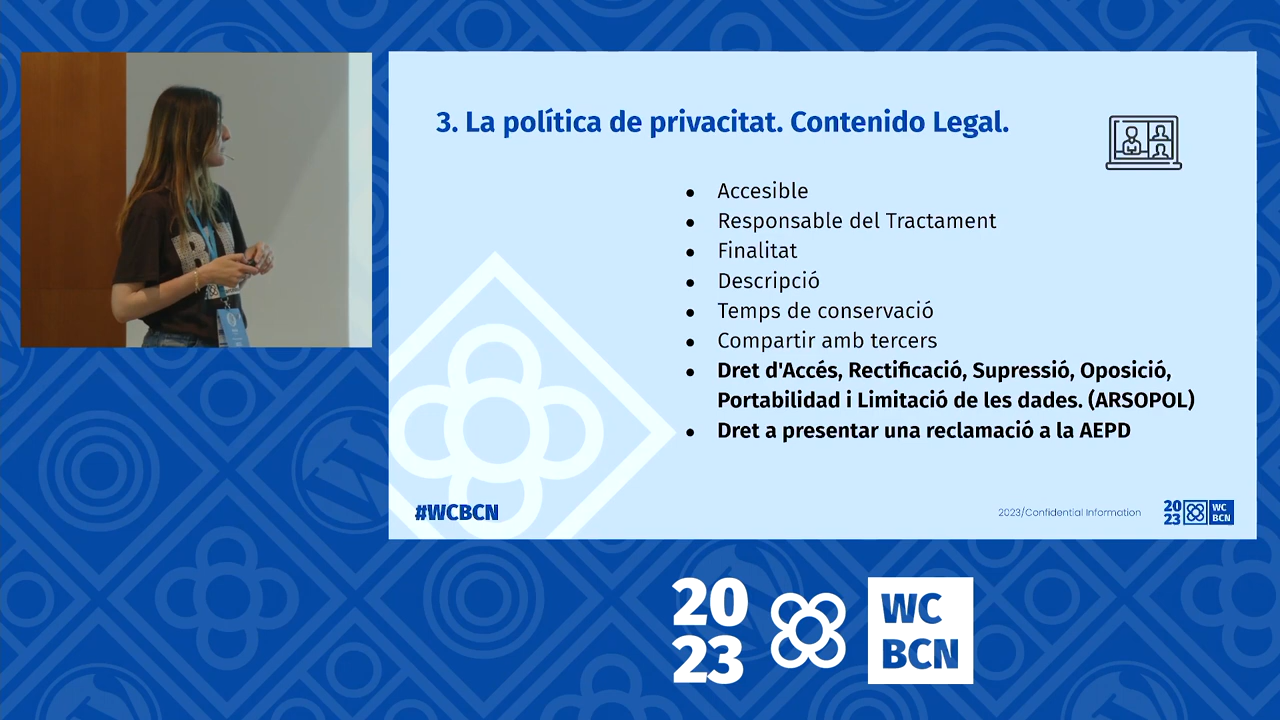 3. La política de privacitat. Contenido Legal.
● Accesible
● Responsable del Tractament
● Finalitat
● Descripció
● Temps de conservació
● Compartir amb tercers
● Dret d'Accés, Rectificació, Supressió, Oposició,
Portabilidad i Limitació de les dades. (ARSOPOL)
● Dret a presentar una reclamació a la AEPD
#WCBCN
2023/Confidential Information
20
23
WC
BCN
20
23
WC
BCN